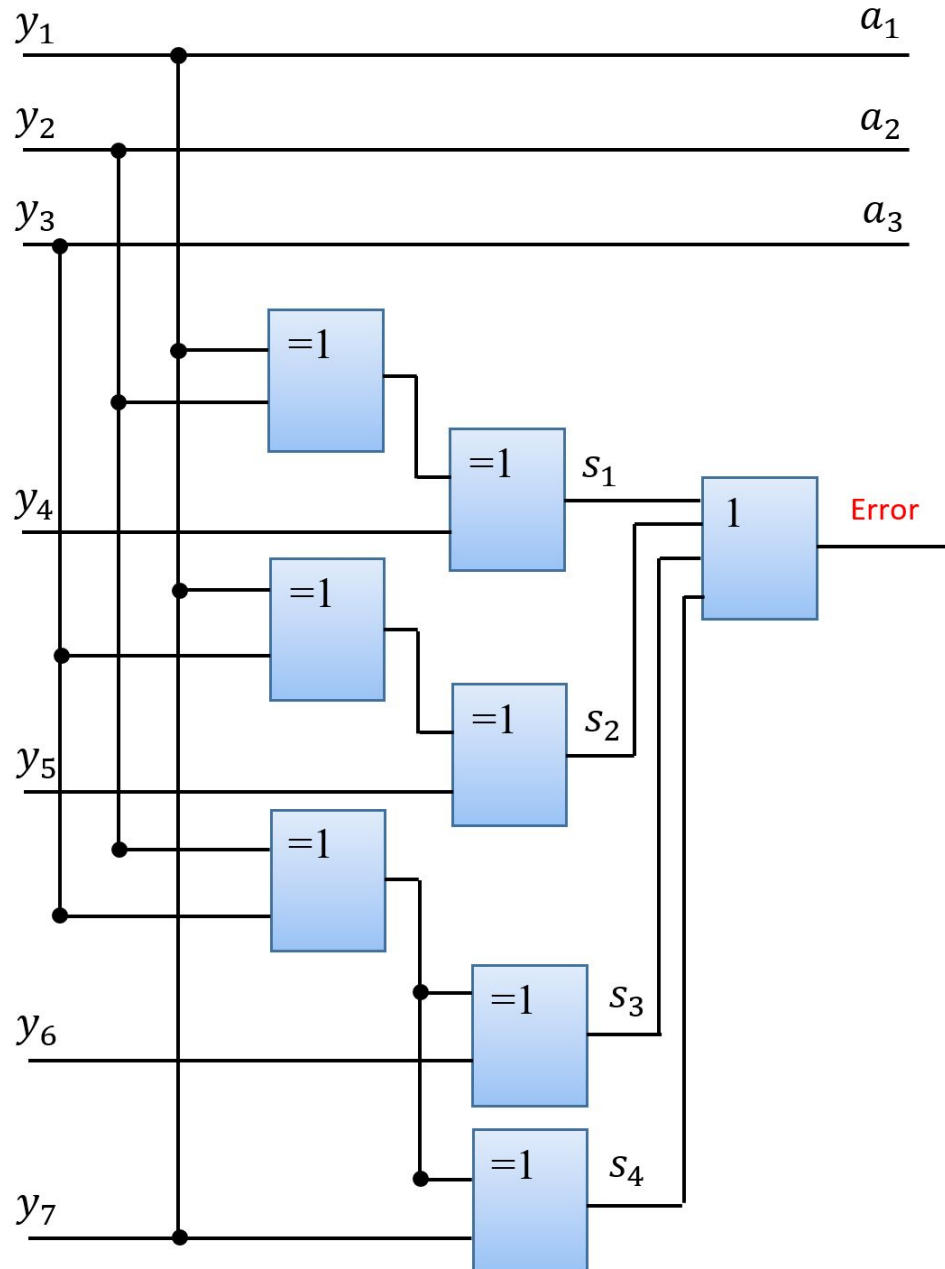 y₁ a₁
y₂ a₂
y₃ a₃
=1
=1 s₁
y₄ 1 Error
=1
=1 s₂
y₅
=1
=1 s₃
y₆
=1 s₄
y₇